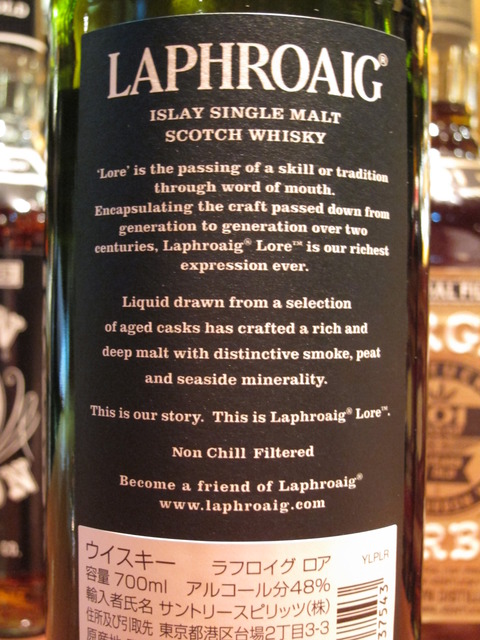 LAPHROAIG®
ISLAY SINGLE MALT
SCOTCH WHISKY
'Lore' is the passing of a skill or tradition
through word of mouth.
Encapsulating the craft passed down from
generation to generation over two
centuries, Laphroaig® Lore™ is our richest
expression ever.
Liquid drawn from a selection
of aged casks has crafted a rich and
deep malt with distinctive smoke, peat
and seaside minerality.
This is our story. This is Laphroaig® Lore™.
Non Chill Filtered
Become a friend of Laphroaig®
www.laphroaig.com
ウイスキー ラフロイグ ロア YLPLR
容量 700ml アルコール分48%
輸入者氏名 サントリースピリッツ(株)
住所及び引取先 東京都港区台場2丁目3-3
37543